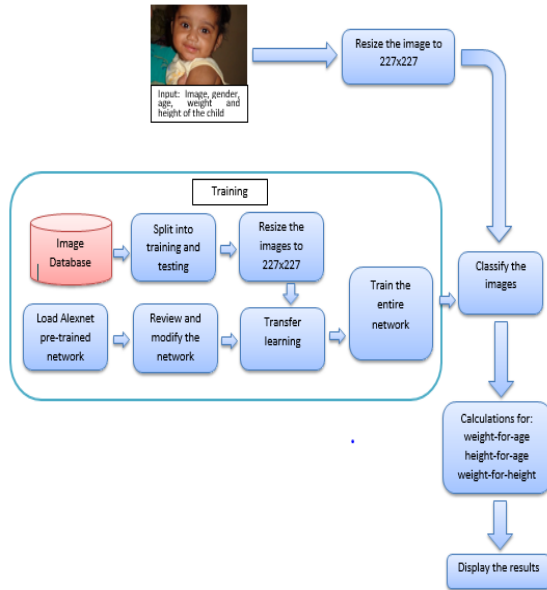 Input: Image, gender,
age, weight and
height of the child
Resize the image to
227x227
Training
Image
Database
Split into
training and
testing
Resize the
images to
227x227
Load Alexnet
pre-trained
network
Review and
modify the
network
Transfer
learning
Train the
entire
network
Classify the
images
Calculations for:
weight-for-age
height-for-age
weight-for-height
Display the results